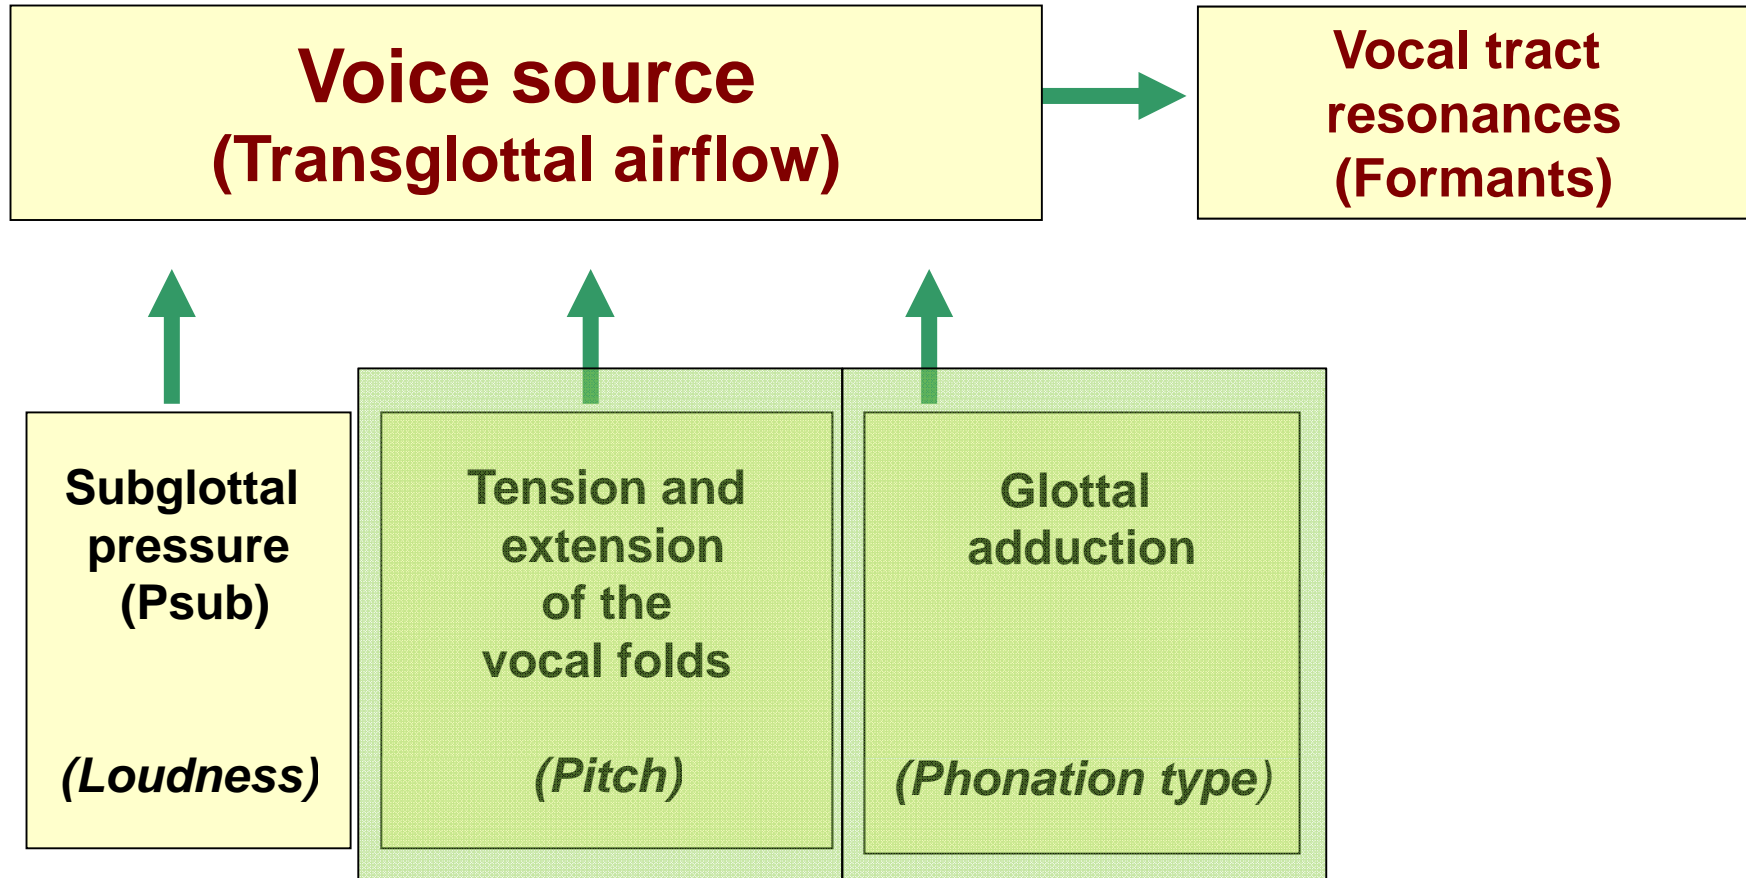 Voice source
(Transglottal airflow)
Vocal tract
resonances
(Formants)
Subglottal
pressure
(Psub)
(Loudness)
Tension and
extension
of the
vocal folds
(Pitch)
Glottal
adduction
(Phonation type)